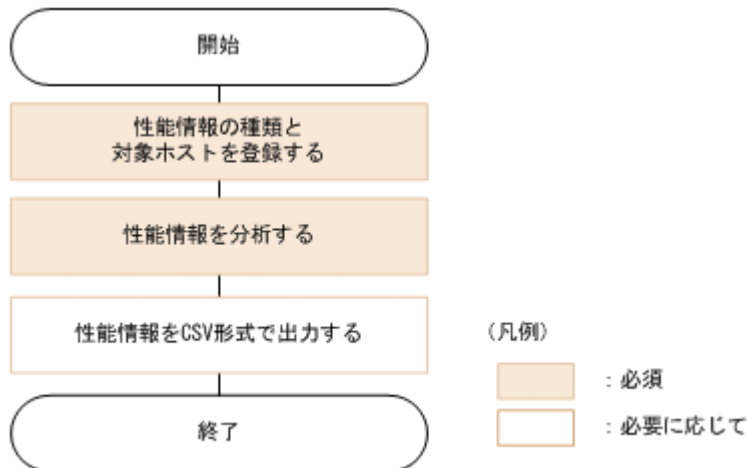 開始
性能情報の種類と
対象ホストを登録する
性能情報を分析する
性能情報をCSV形式で出力する
終了
(凡例)
：必須
：必要に応じて